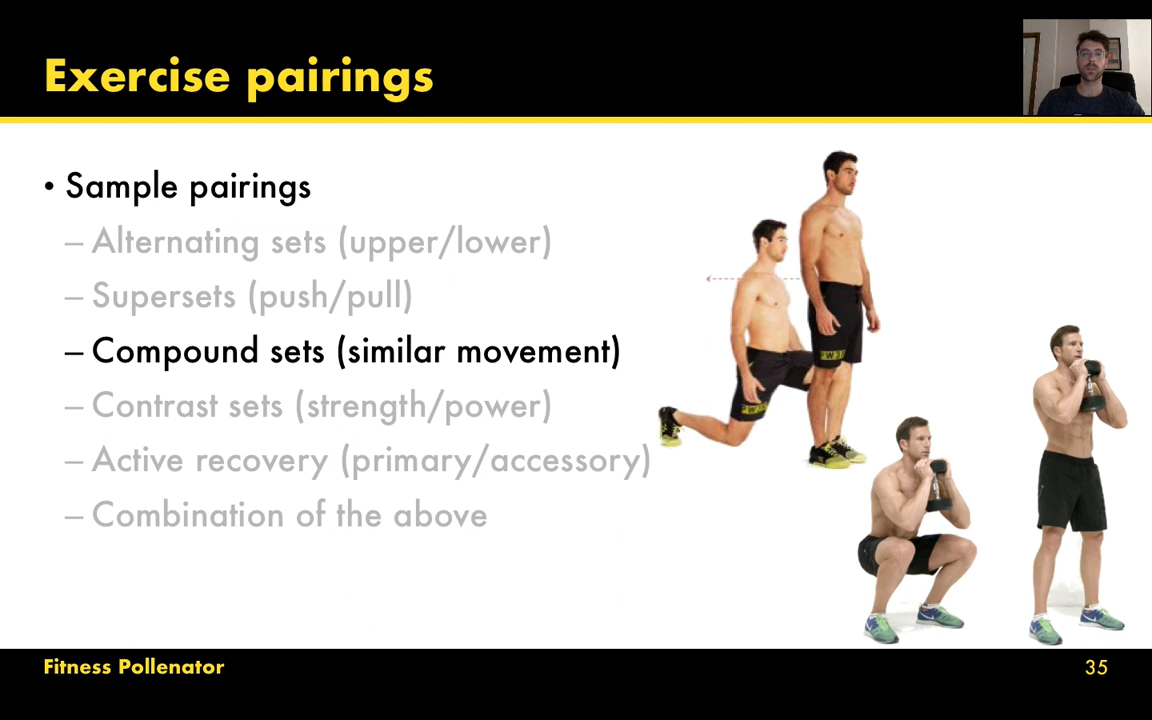 Exercise pairings
• Sample pairings
– Alternating sets (upper/lower)
– Supersets (push/pull)
– Compound sets (similar movement)
– Contrast sets (strength/power)
– Active recovery (primary/accessory)
– Combination of the above
Fitness Pollenator
35